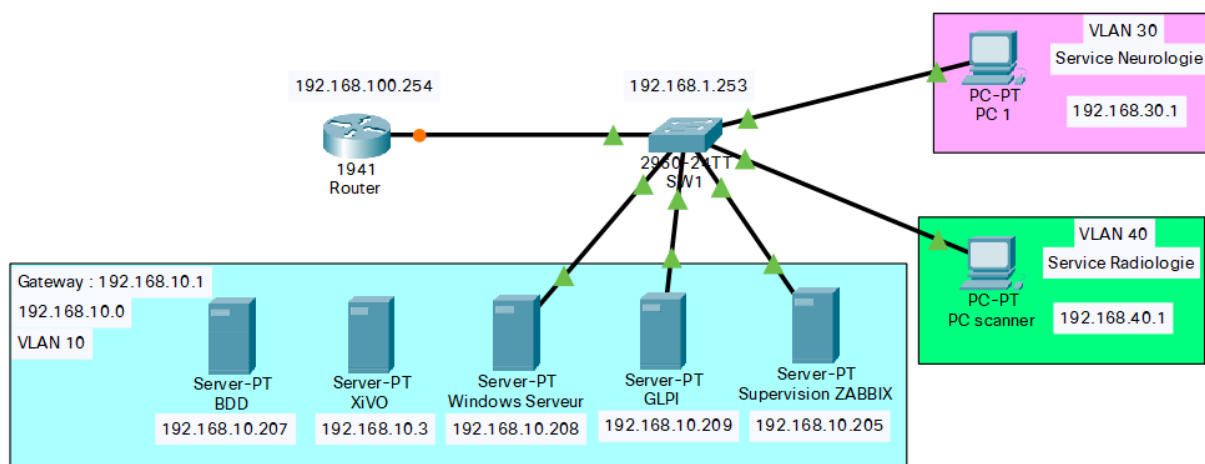 VLAN 30
Service Neurologie
PC-PT
PC 1
192.168.30.1
192.168.100.254
1941
Router
192.168.1.253
2960-24TT
SW1
VLAN 40
Service Radiologie
PC-PT
PC scanner
192.168.40.1
Gateway : 192.168.10.1
192.168.10.0
VLAN 10
Server-PT
BDD
192.168.10.207
Server-PT
XiVO
192.168.10.3
Server-PT
Windows Serveur
192.168.10.208
Server-PT
GLPI
192.168.10.209
Server-PT
Supervision ZABBIX
192.168.10.205